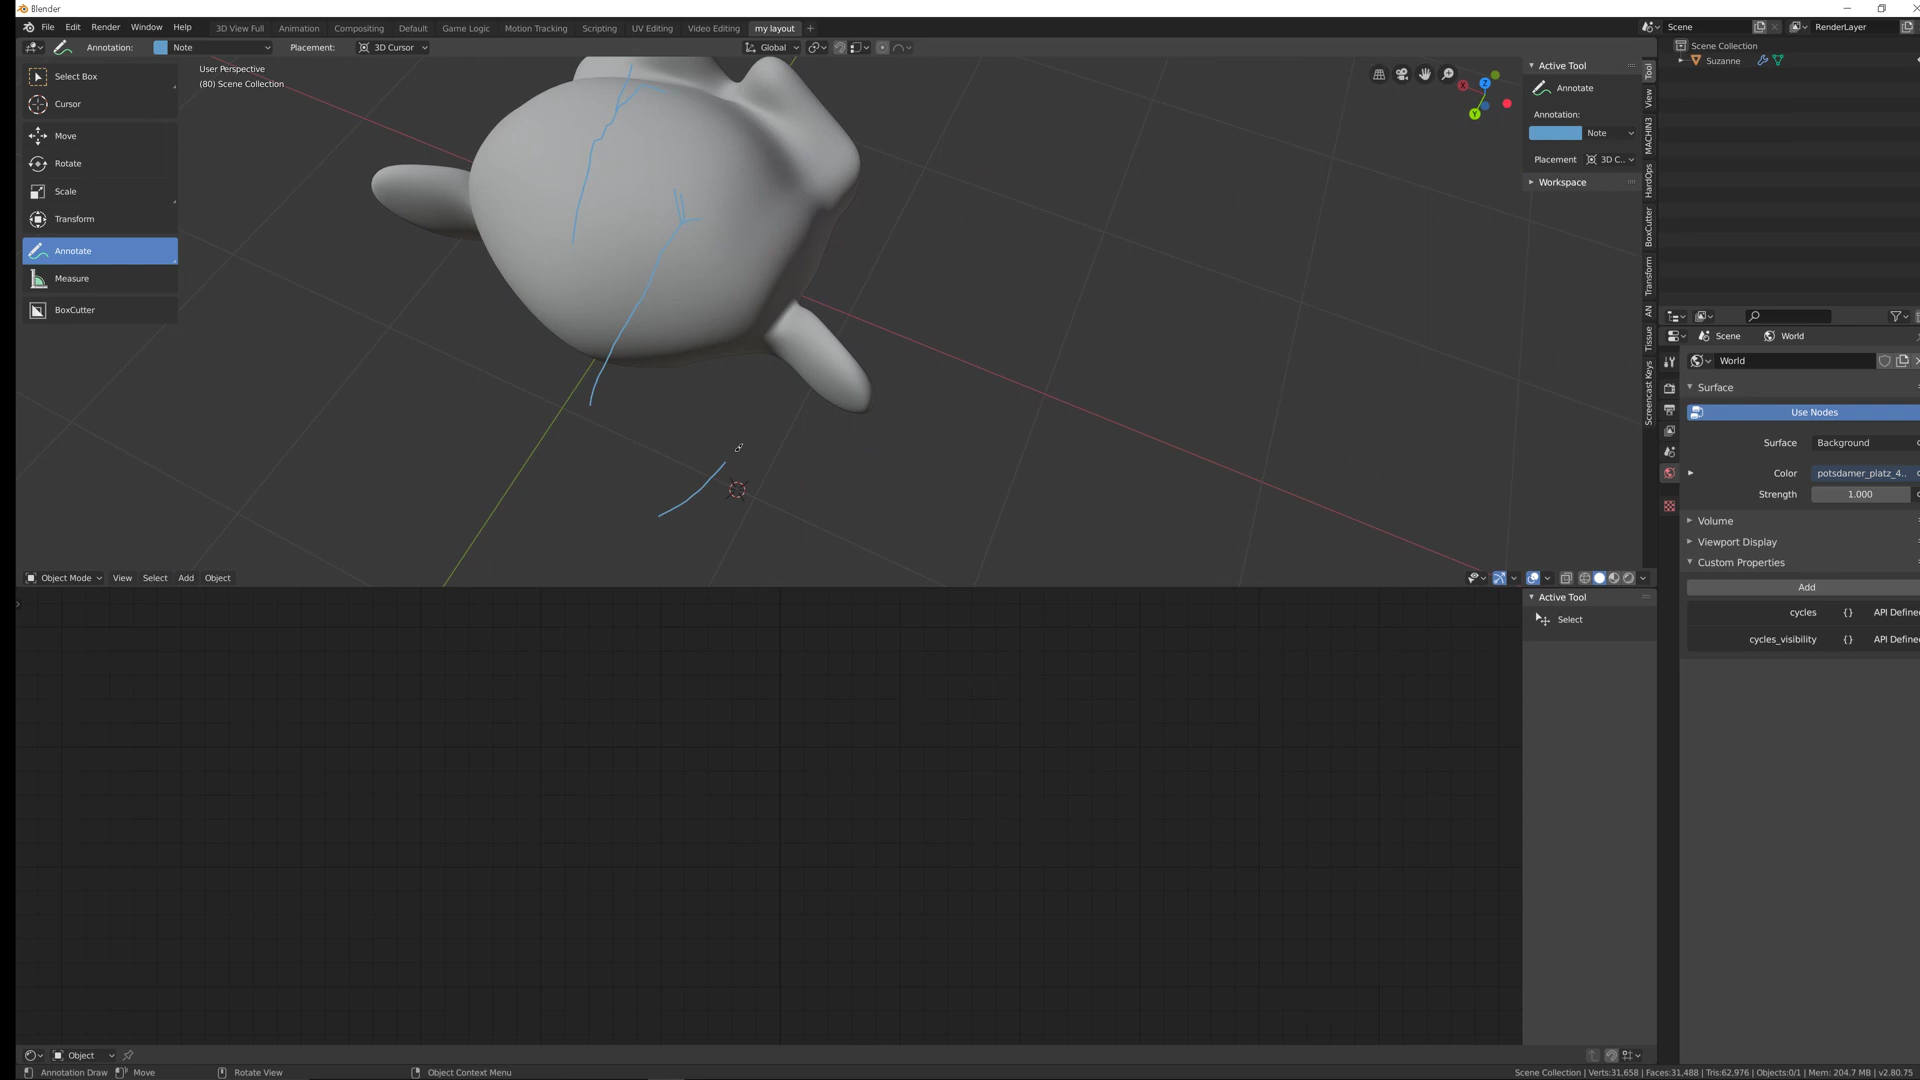 Blender
File Edit Render Window Help 3D View Full Animation Compositing Default Game Logic Motion Tracking Scripting UV Editing Video Editing my layout + Scene RenderLayer
Annotation: Note Placement: 3D Cursor Global
Scene Collection
Suzanne
Select Box
Cursor
Move
Rotate
Scale
Transform
Annotate
Measure
BoxCutter
User Perspective
(80) Scene Collection
X
Z
Y
Active Tool
Annotate
Annotation:
Note
Placement 3D C..
Workspace
Tool
View
MACHIN3
HardOps
BoxCutter
Transform
AN
Tissue
Screencast Keys
Scene World
World
Surface
Use Nodes
Surface Background
Color potsdamer_platz_4..
Strength 1.000
Volume
Viewport Display
Custom Properties
Add
cycles {} API Define
cycles_visibility {} API Define
Object Mode View Select Add Object
Active Tool
Select
Object
Annotation Draw Move Rotate View Object Context Menu Scene Collection | Verts:31,658 | Faces:31,488 | Tris:62,976 | Objects:0/1 | Mem: 204.7 MB | v2.80.75